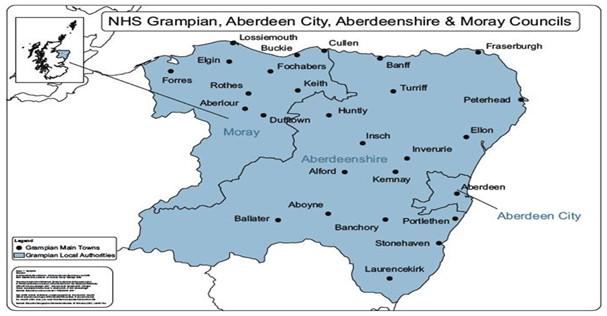 NHS Grampian, Aberdeen City, Aberdeenshire & Moray Councils
Lossiemouth
Cullen
Buckie
Fraserburgh
Elgin
Fochabers
Banff
Forres
Keith
Rothes
Turriff
Peterhead
Aberlour
Huntly
Dufftown
Moray
Ellon
Insch
Inverurie
Aberdeenshire
Alford
Kemnay
Aberdeen
Aboyne
Aberdeen City
Ballater
Portlethen
Banchory
Stonehaven
Legend
Grampian Main Towns
Grampian Local Authorities
Laurencekirk